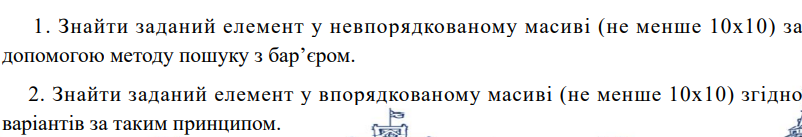 1. Знайти заданий елемент у невпорядкованому масиві (не менше 10х10) за
допомогою методу пошуку з бар’єром.
2. Знайти заданий елемент у впорядкованому масиві (не менше 10х10) згідно
варіантів за таким принципом.